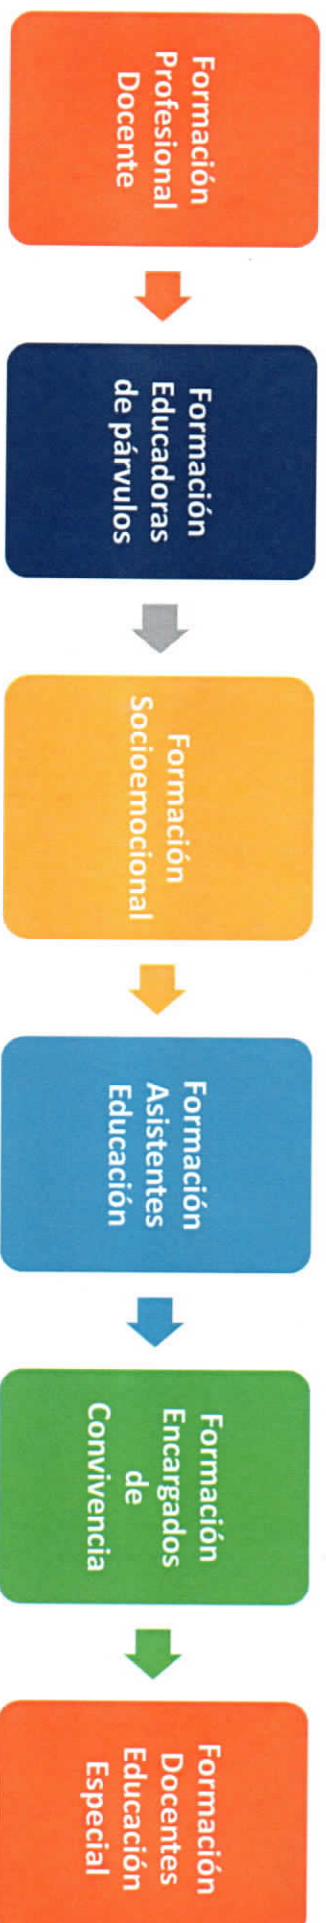 Formación
Profesional
Docente
Formación
Educadoras
de párvulos
Formación
Socioemocional
Formación
Asistentes
Educación
Formación
Encargados
de
Convivencia
Formación
Docentes
Educación
Especial